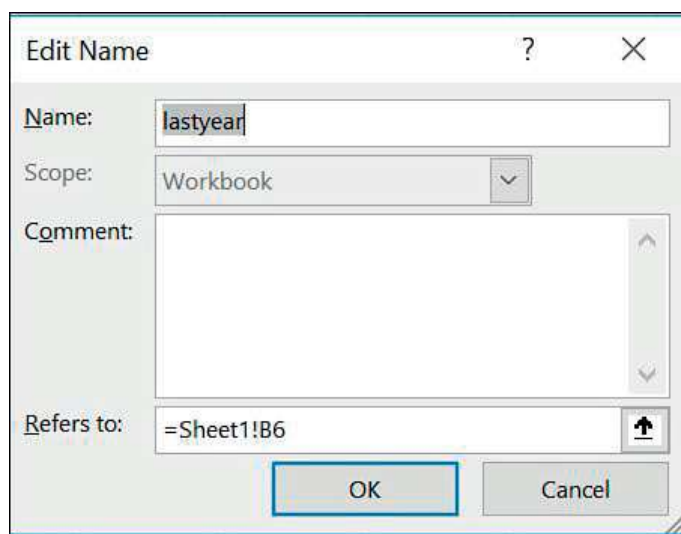 Edit Name ?
Name: lastyear
Scope: Workbook
Comment:
Refers to: =Sheet1!B6
OK Cancel